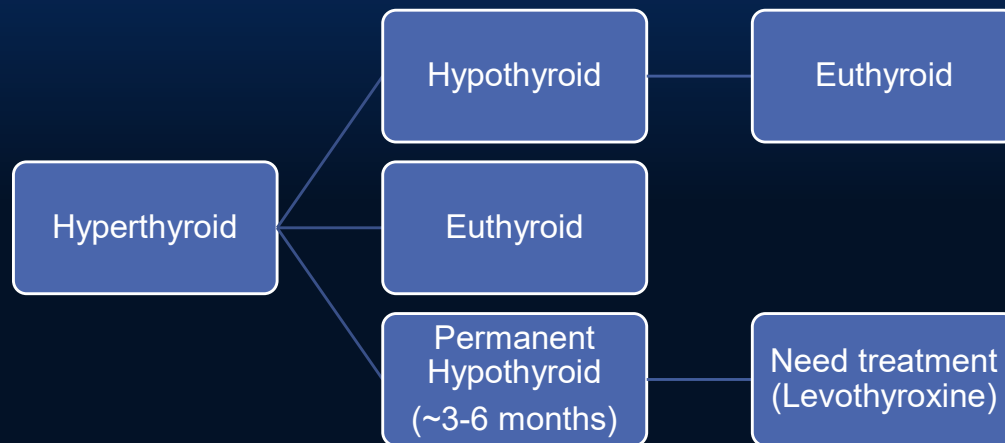 Hyperthyroid
Hypothyroid
Euthyroid
Euthyroid
Permanent
Hypothyroid
(~3-6 months)
Need treatment
(Levothyroxine)